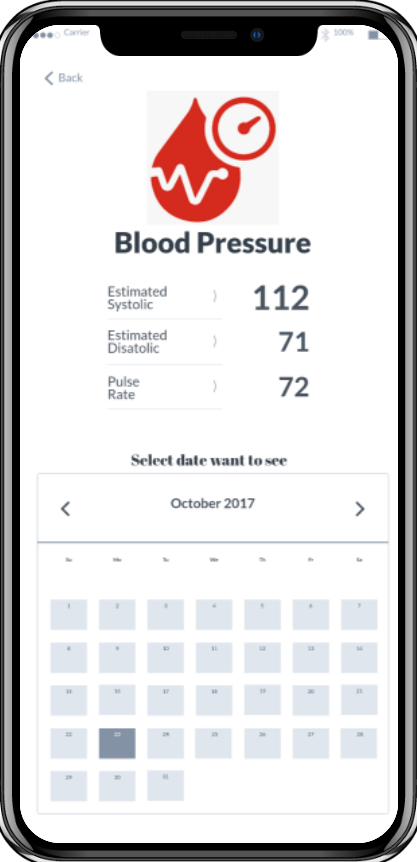 Carrier
100%
Back
Blood Pressure
Estimated
Systolic
112
Estimated
Disatolic
71
Pulse
Rate
72
Select date want to see
October 2017
Su Mo Tu We Th Fr Sa
1 2 3 4 5 6 7
8 9 10 11 12 13 14
15 16 17 18 19 20 21
22 23 24 25 26 27 28
29 30 31